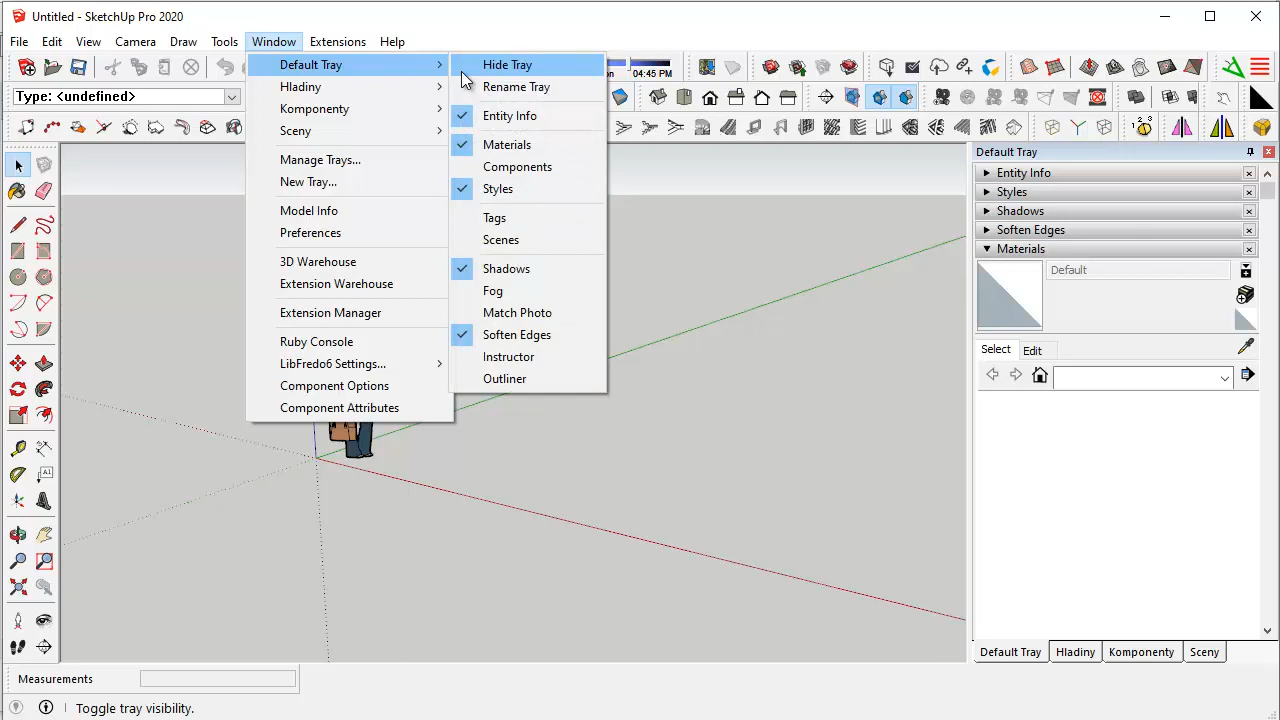 Untitled - SketchUp Pro 2020
File Edit View Camera Draw Tools Window Extensions Help
04:45 PM
Type: <undefined>
Default Tray
Hladiny
Komponenty
Sceny
Manage Trays...
New Tray...
Model Info
Preferences
3D Warehouse
Extension Warehouse
Extension Manager
Ruby Console
LibFredo6 Settings...
Component Options
Component Attributes
Hide Tray
Rename Tray
Entity Info
Materials
Components
Styles
Tags
Scenes
Shadows
Fog
Match Photo
Soften Edges
Instructor
Outliner
Default Tray
Entity Info
Styles
Shadows
Soften Edges
Materials
Default
Select Edit
Default Tray Hladiny Komponenty Sceny
A1
Measurements
Toggle tray visibility.